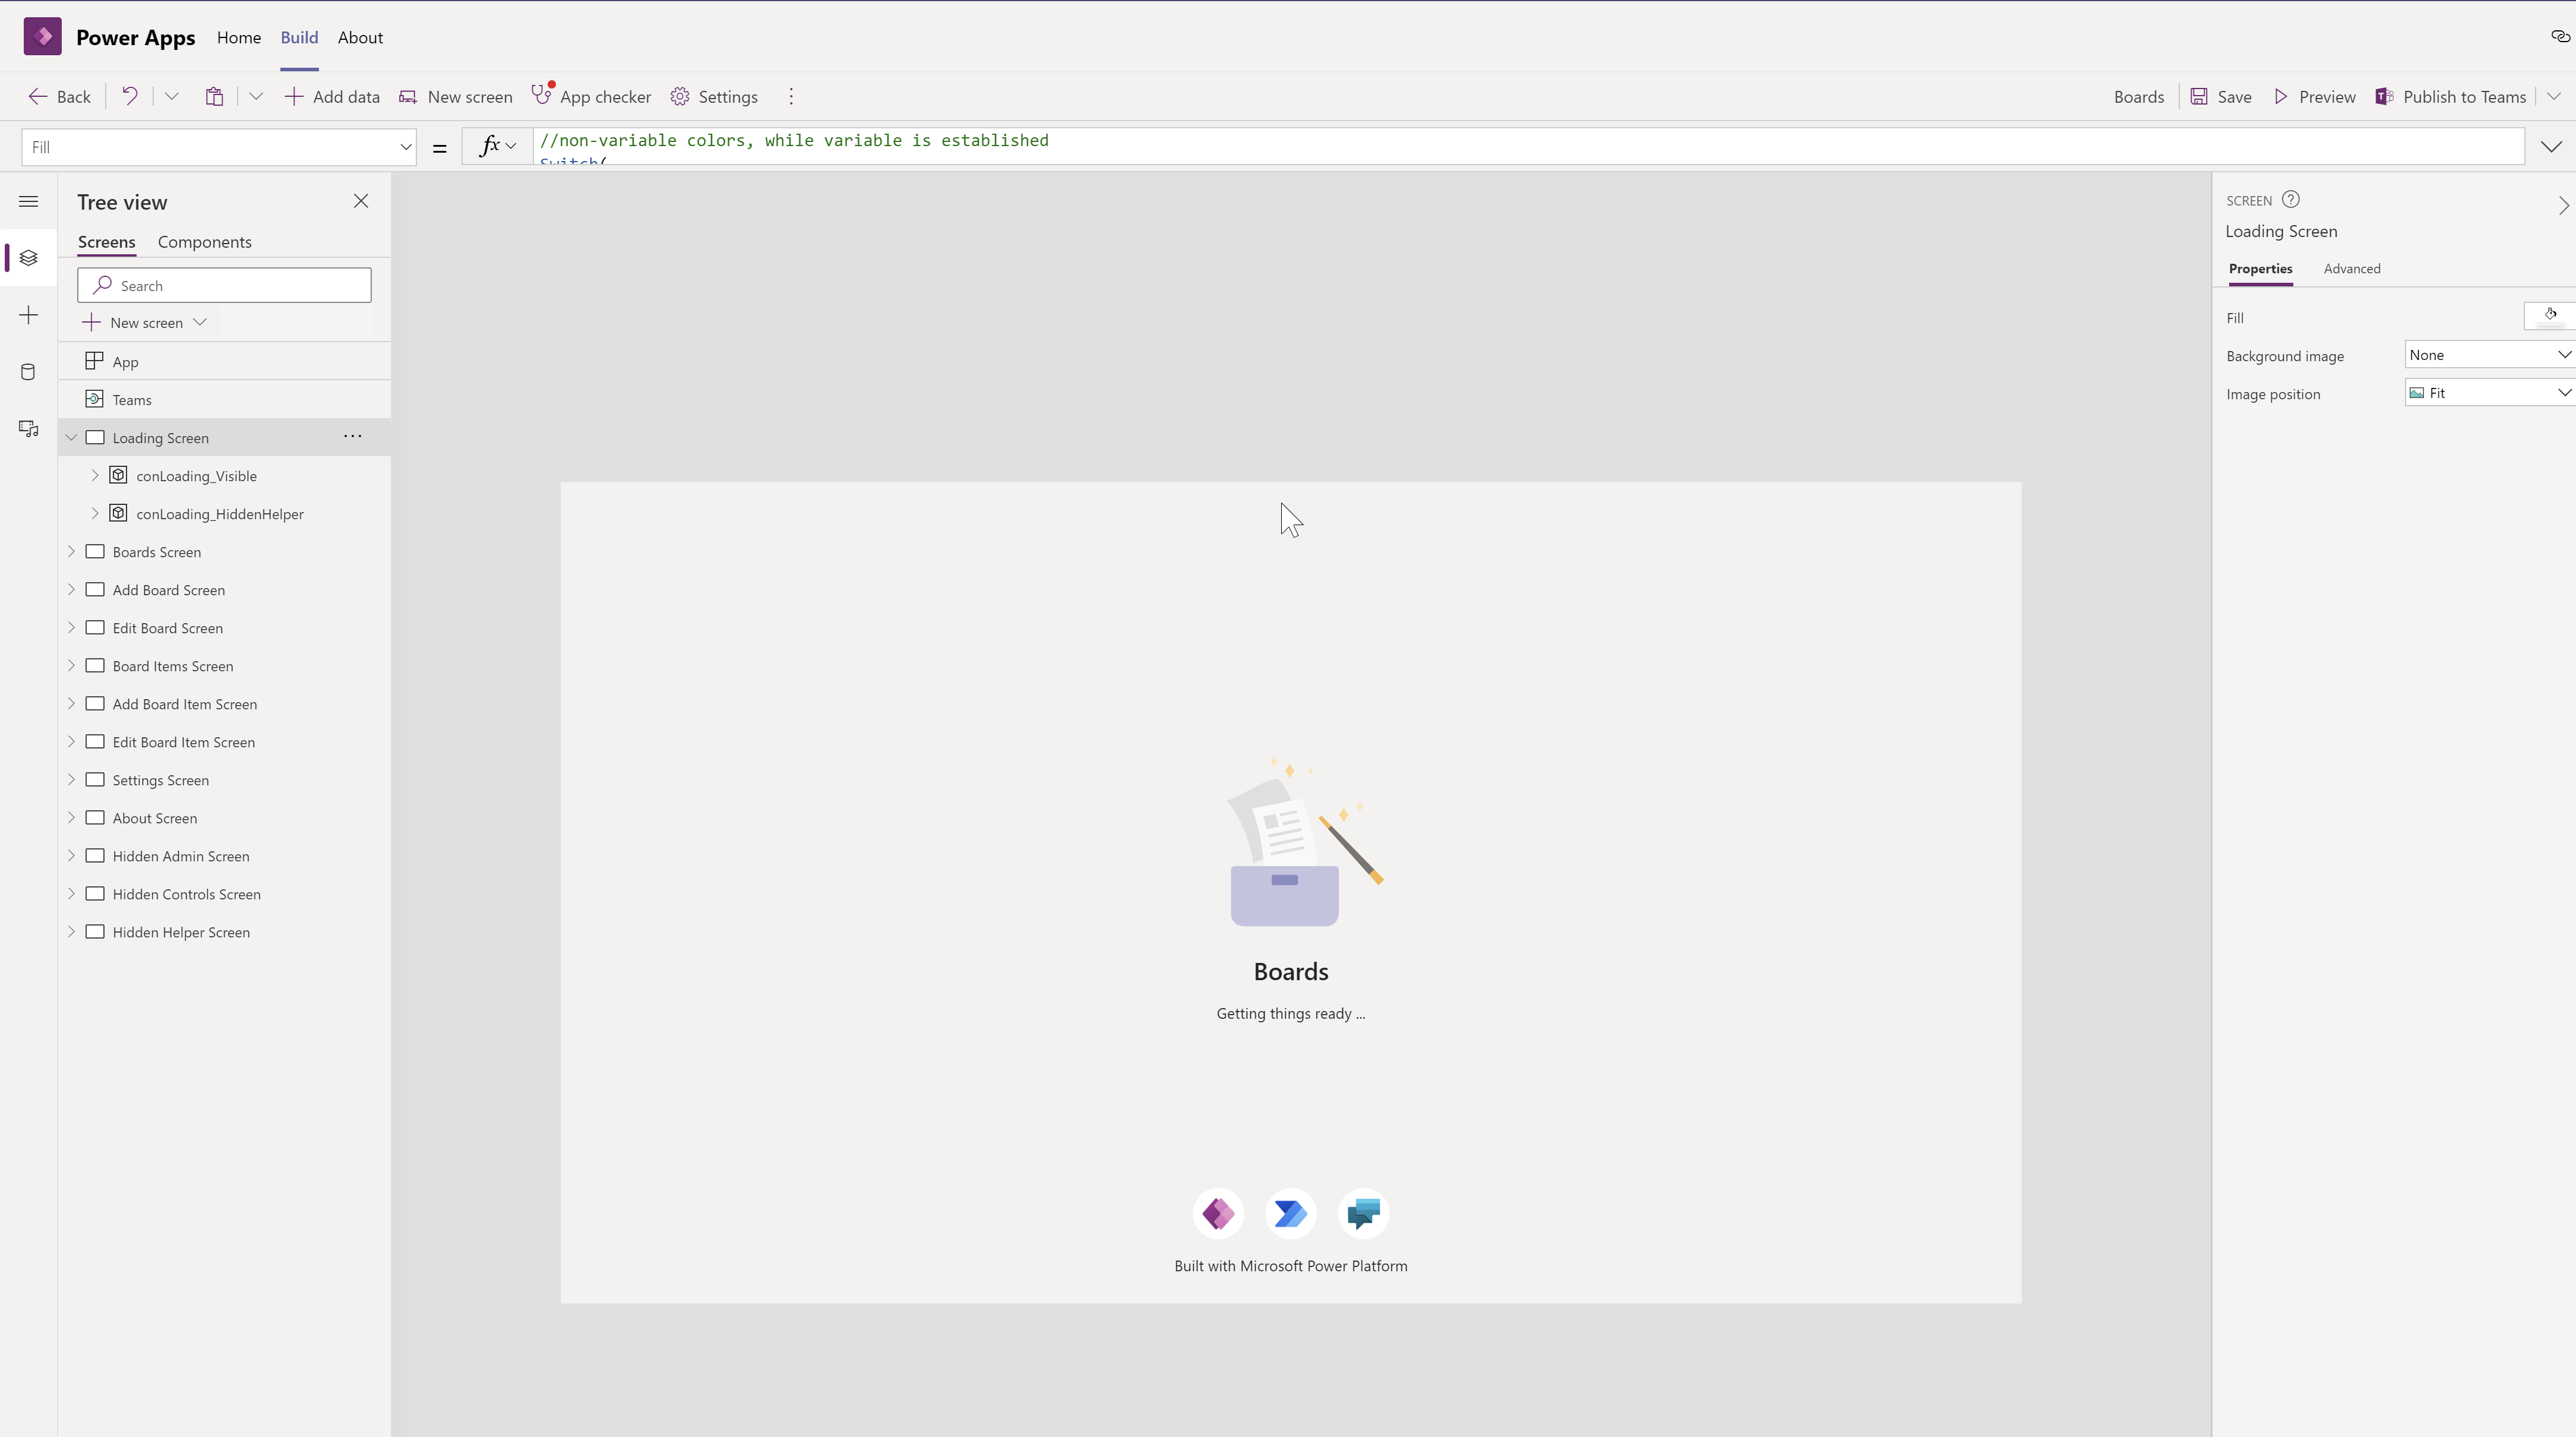 Power Apps Home Build About
Back Add data New screen App checker Settings Boards Save Preview Publish to Teams
Fill = fx //non-variable colors, while variable is established
Switch(
Tree view
Screens Components
Search
New screen
App
Teams
Loading Screen
conLoading_Visible
conLoading_HiddenHelper
Boards Screen
Add Board Screen
Edit Board Screen
Board Items Screen
Add Board Item Screen
Edit Board Item Screen
Settings Screen
About Screen
Hidden Admin Screen
Hidden Controls Screen
Hidden Helper Screen
Boards
Getting things ready ...
Built with Microsoft Power Platform
SCREEN
Loading Screen
Properties Advanced
Fill
Background image None
Image position Fit